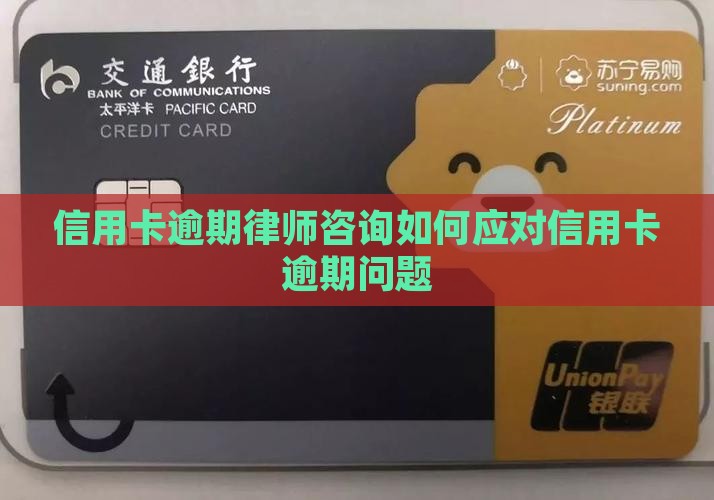 交通銀行
BANK OF COMMUNICATIONS
太平洋卡 PACIFIC CARD
CREDIT CARD
苏宁易购
suning.com
Platinum
信用卡逾期律师咨询如何应对信用卡
逾期问题
UnionPay
银联